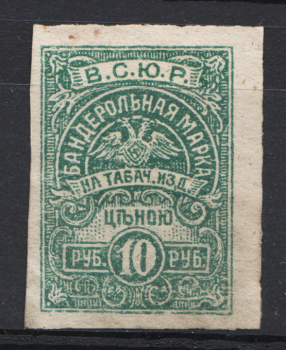 В.С.Ю.Р.
БАНДЕРОЛЬНАЯ МАРКА
НА ТАБАЧ. ИЗД.
ЦѢНОЮ
РУБ. 10 РУБ.